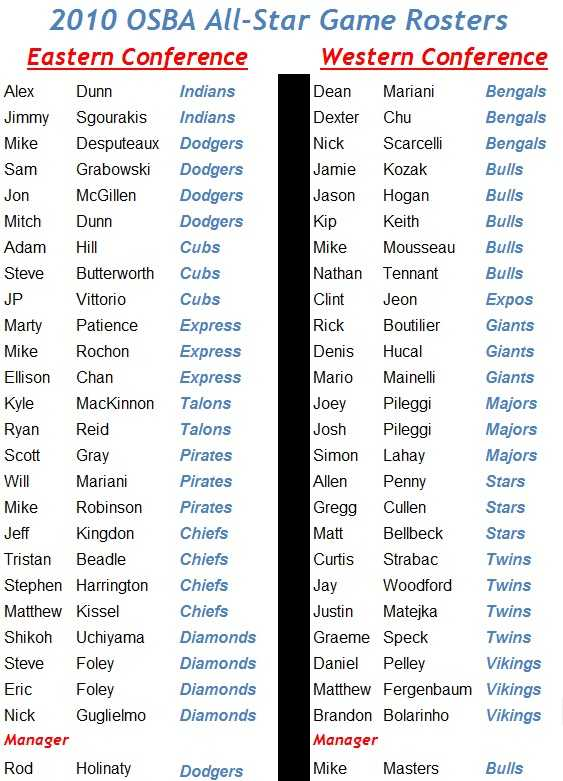 2010 OSBA All-Star Game Rosters
Eastern Conference
Alex Dunn Indians
Jimmy Sgourakis Indians
Mike Desputeaux Dodgers
Sam Grabowski Dodgers
Jon McGillen Dodgers
Mitch Dunn Dodgers
Adam Hill Cubs
Steve Butterworth Cubs
JP Vittorio Cubs
Marty Patience Express
Mike Rochon Express
Ellison Chan Express
Kyle MacKinnon Talons
Ryan Reid Talons
Scott Gray Pirates
Will Mariani Pirates
Mike Robinson Pirates
Jeff Kingdon Chiefs
Tristan Beadle Chiefs
Stephen Harrington Chiefs
Matthew Kissel Chiefs
Shikoh Uchiyama Diamonds
Steve Foley Diamonds
Eric Foley Diamonds
Nick Guglielmo Diamonds
Manager
Rod Holinaty Dodgers
Western Conference
Dean Mariani Bengals
Dexter Chu Bengals
Nick Scarcelli Bengals
Jamie Kozak Bulls
Jason Hogan Bulls
Kip Keith Bulls
Mike Mousseau Bulls
Nathan Tennant Bulls
Clint Jeon Expos
Rick Boutilier Giants
Denis Hucal Giants
Mario Mainelli Giants
Joey Pileggi Majors
Josh Pileggi Majors
Simon Lahay Majors
Allen Penny Stars
Gregg Cullen Stars
Matt Bellbeck Stars
Curtis Strabac Twins
Jay Woodford Twins
Justin Matejka Twins
Graeme Speck Twins
Daniel Pelley Vikings
Matthew Fergenbaum Vikings
Brandon Bolarinho Vikings
Manager
Mike Masters Bulls